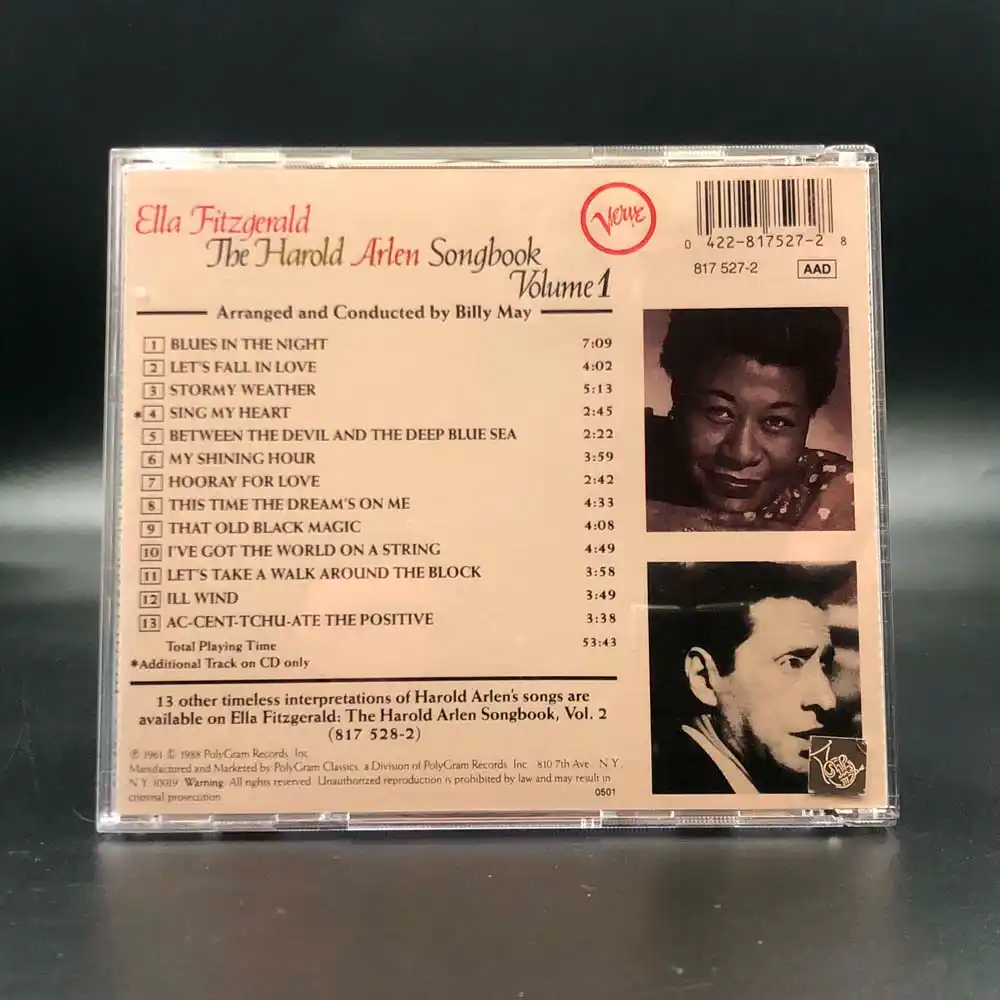 Ella Fitzgerald
The Harold Arlen Songbook
Volume 1
Verve
0 422-817527-2 8
817 527-2 AAD
Arranged and Conducted by Billy May
1 BLUES IN THE NIGHT 7:09
2 LET'S FALL IN LOVE 4:02
3 STORMY WEATHER 5:13
*4 SING MY HEART 2:45
5 BETWEEN THE DEVIL AND THE DEEP BLUE SEA 2:22
6 MY SHINING HOUR 3:59
7 HOORAY FOR LOVE 2:42
8 THIS TIME THE DREAM'S ON ME 4:33
9 THAT OLD BLACK MAGIC 4:08
10 I'VE GOT THE WORLD ON A STRING 4:49
11 LET'S TAKE A WALK AROUND THE BLOCK 3:58
12 ILL WIND 3:49
13 AC-CENT-TCHU-ATE THE POSITIVE 3:38
Total Playing Time 53:43
*Additional Track on CD only
13 other timeless interpretations of Harold Arlen's songs are
available on Ella Fitzgerald: The Harold Arlen Songbook, Vol. 2
(817 528-2)
℗ 1961 © 1988 PolyGram Records, Inc.
Manufactured and Marketed by PolyGram Classics, a Division of PolyGram Records, Inc. 810 7th Ave. N.Y.,
N.Y. 10019. Warning. All rights reserved. Unauthorized reproduction is prohibited by law and may result in
criminal prosecution.
0501